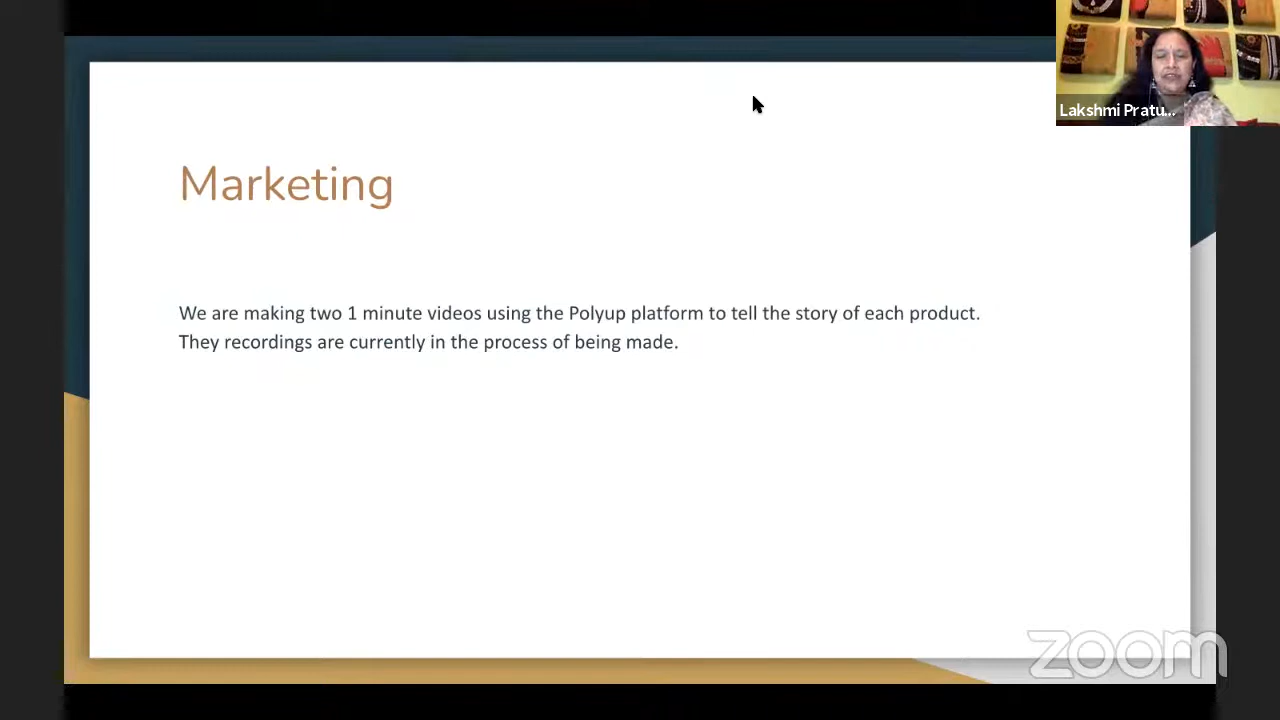 Lakshmi Pratu...
Marketing
We are making two 1 minute videos using the Polyup platform to tell the story of each product.
They recordings are currently in the process of being made.
zoom